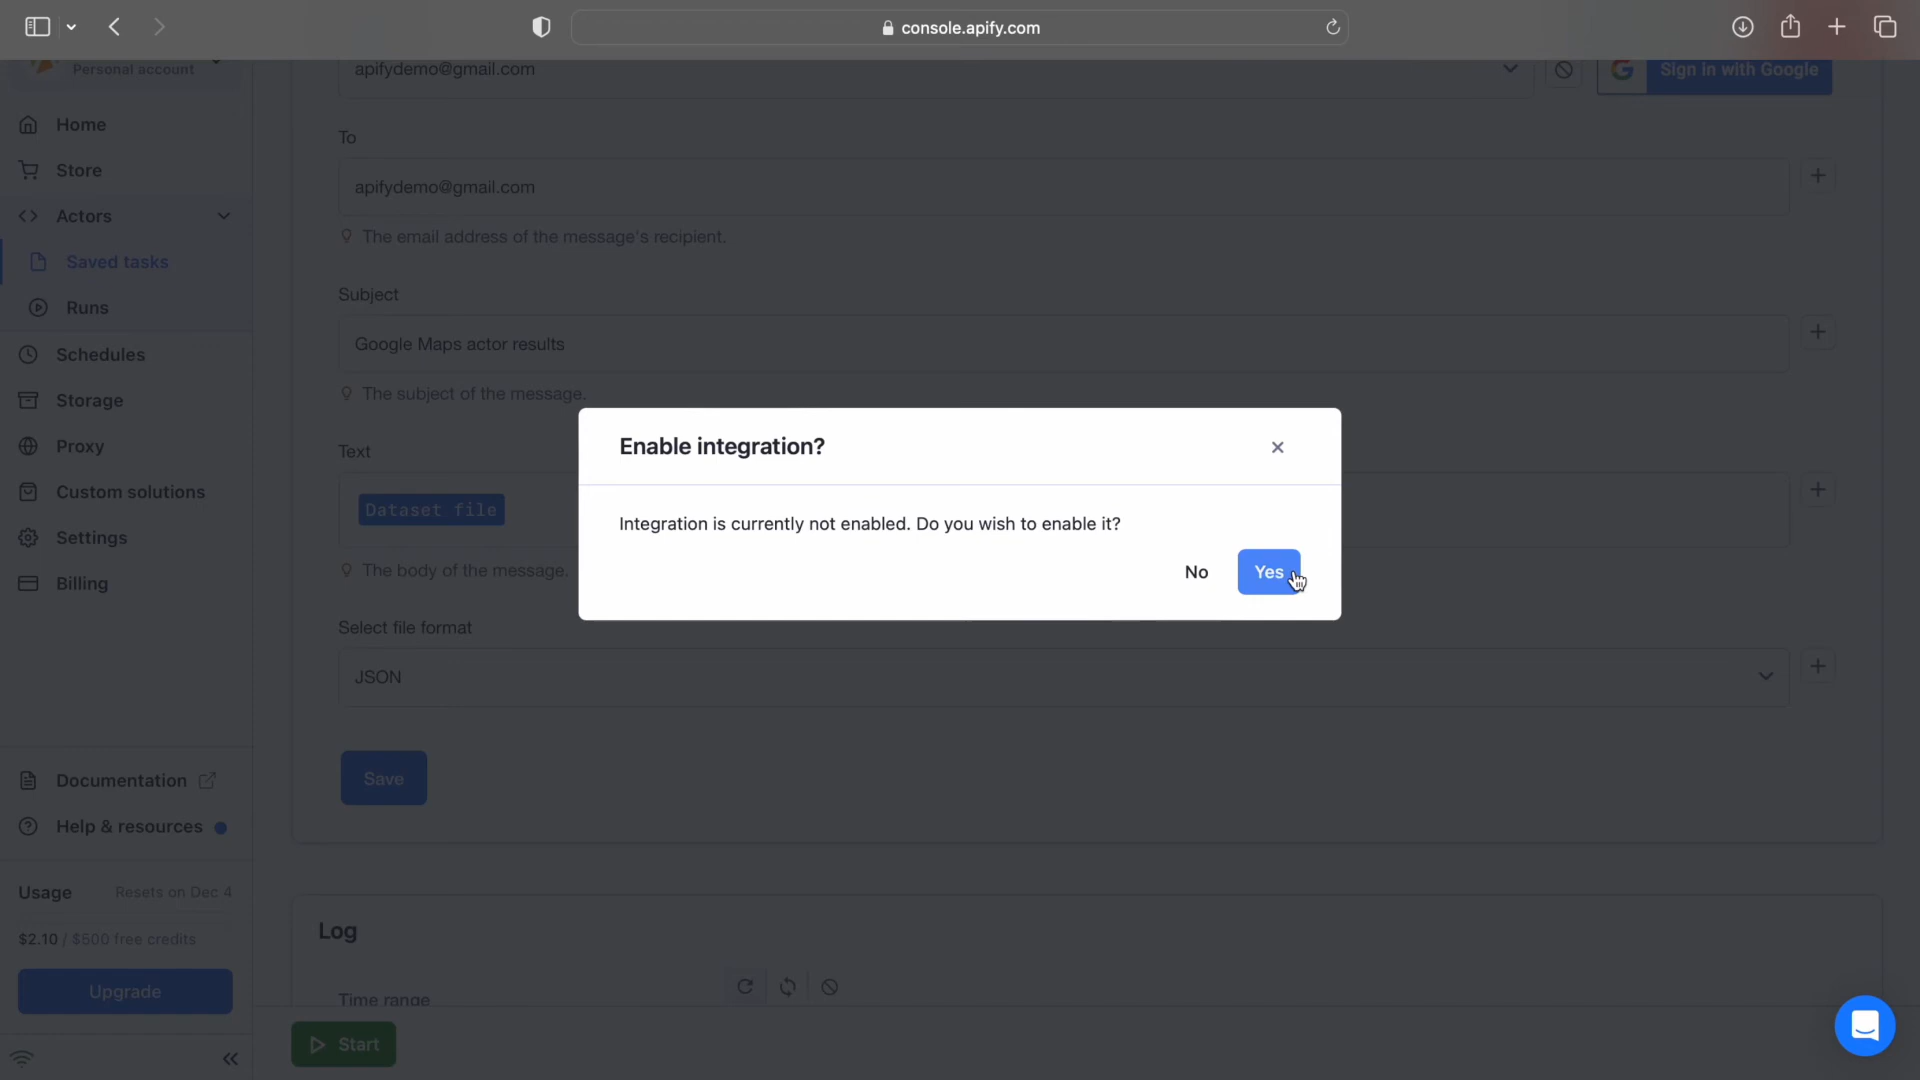 console.apify.com
Personal account
apifydemo@gmail.com
Sign in with Google
Home
Store
Actors
Saved tasks
Runs
Schedules
Storage
Proxy
Custom solutions
Settings
Billing
Documentation
Help & resources
Usage
Resets on Dec 4
$2.10 / $500 free credits
Upgrade
To
apifydemo@gmail.com
The email address of the message's recipient.
Subject
Google Maps actor results
The subject of the message.
Text
Dataset file
The body of the message.
Select file format
JSON
Save
Enable integration?
Integration is currently not enabled. Do you wish to enable it?
No
Yes
Log
Time range
Start